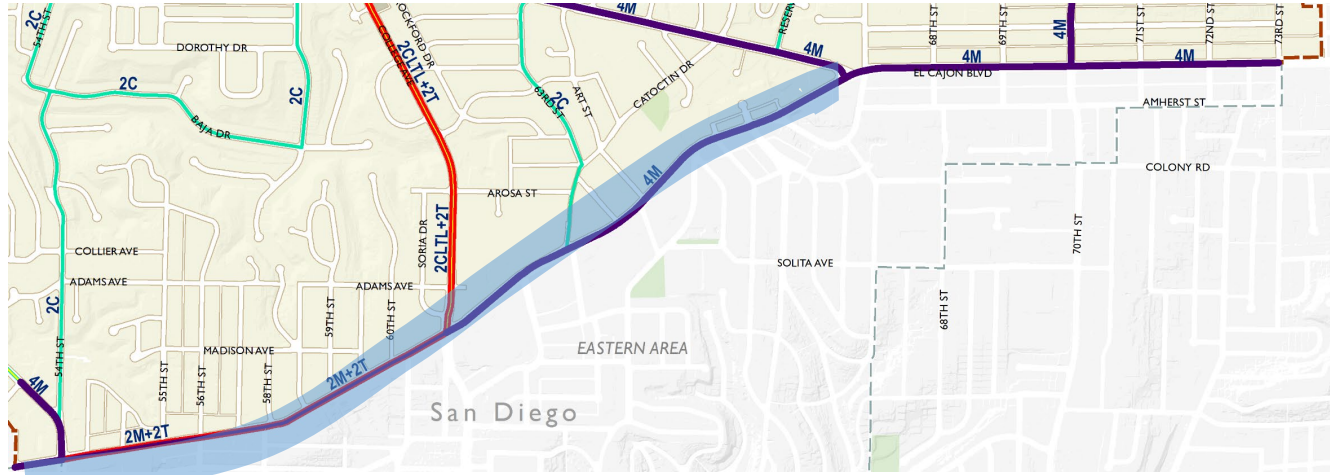 2C
54TH ST
DOROTHY DR
2C
2C
BAJA DR
ROCKFORD DR
COLLEGE AVE
2CLTL+2T
63RD ST
2C
ART ST
CATOCTIN DR
4M
4M
RESERV
68TH ST
69TH ST
4M
71ST ST
72ND ST
73RD ST
4M
4M
EL CAJON BLVD
AMHERST ST
COLONY RD
AROSA ST
4M
SORIA DR
2CLTL+2T
COLLIER AVE
ADAMS AVE
ADAMS AVE
2C
54TH ST
59TH ST
60TH ST
MADISON AVE
SOLITA AVE
70TH ST
68TH ST
EASTERN AREA
4M
55TH ST
56TH ST
58TH ST
2M+2T
2M+2T
San Diego